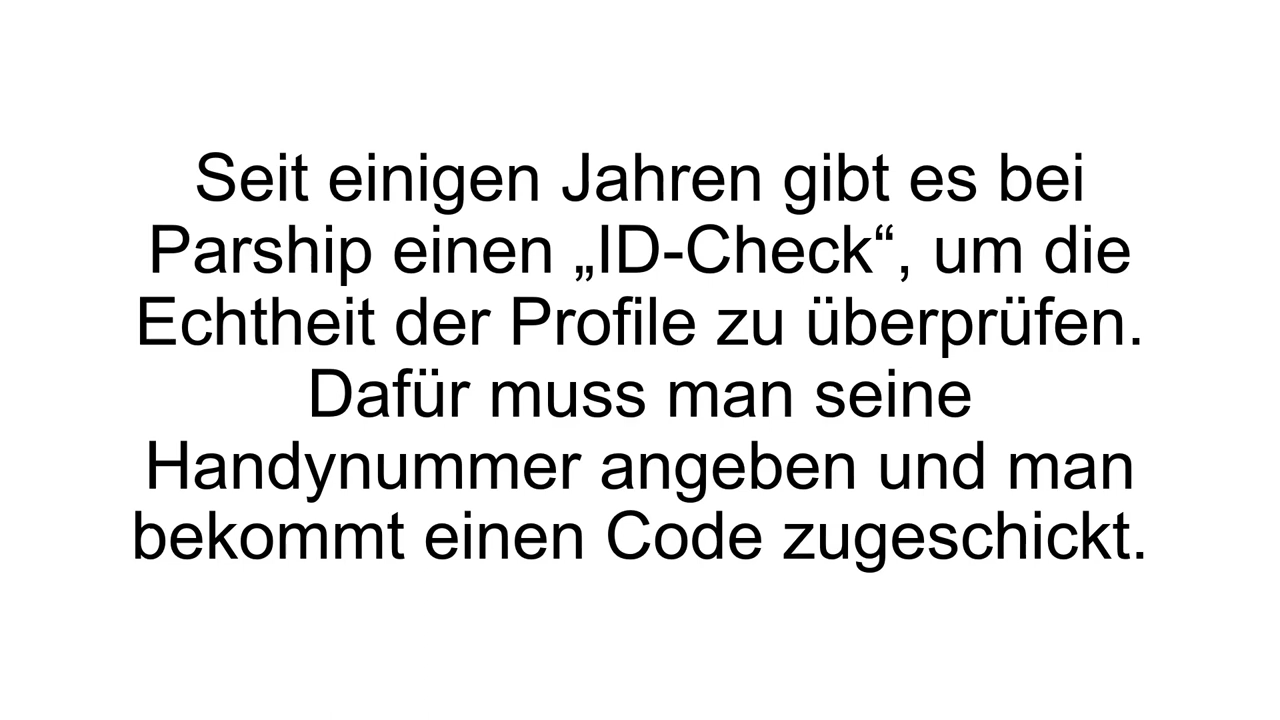 Seit einigen Jahren gibt es bei
Parship einen „ID-Check“, um die
Echtheit der Profile zu überprüfen.
Dafür muss man seine
Handynummer angeben und man
bekommt einen Code zugeschickt.